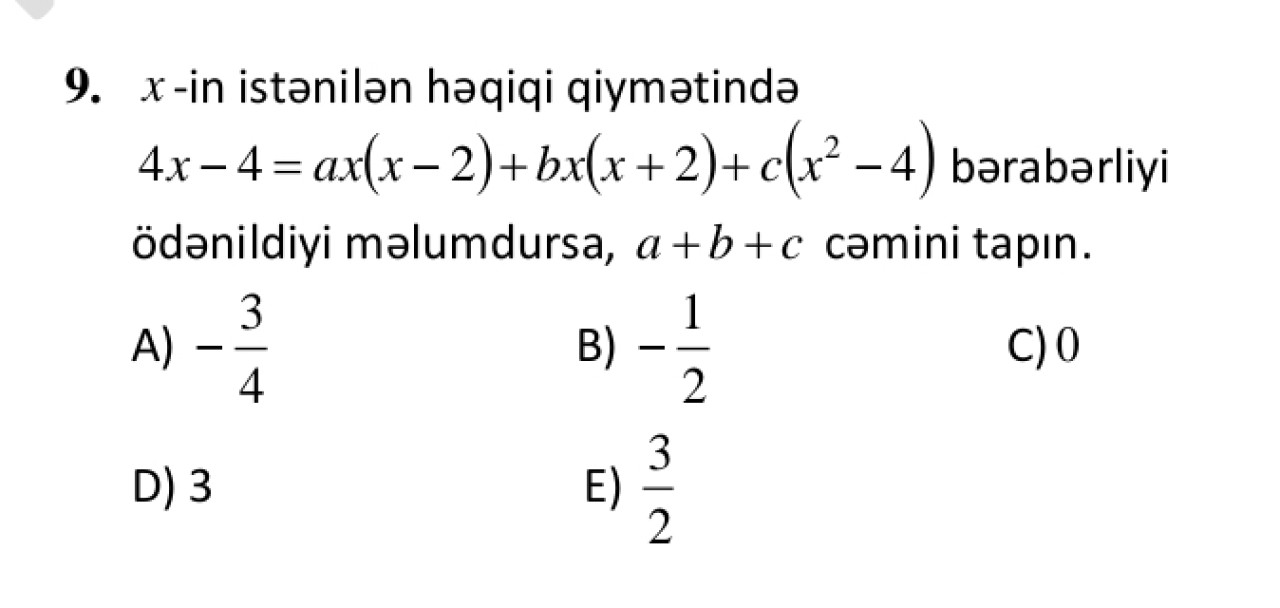 9. x-in istənilən həqiqi qiymətində
4x − 4 = ax(x − 2) + bx(x + 2) + c(x² − 4) bərabərliyi
ödənildiyi məlumdursa, a + b + c cəmini tapın.
A) −3/4 B) −1/2 C) 0
D) 3 E) 3/2